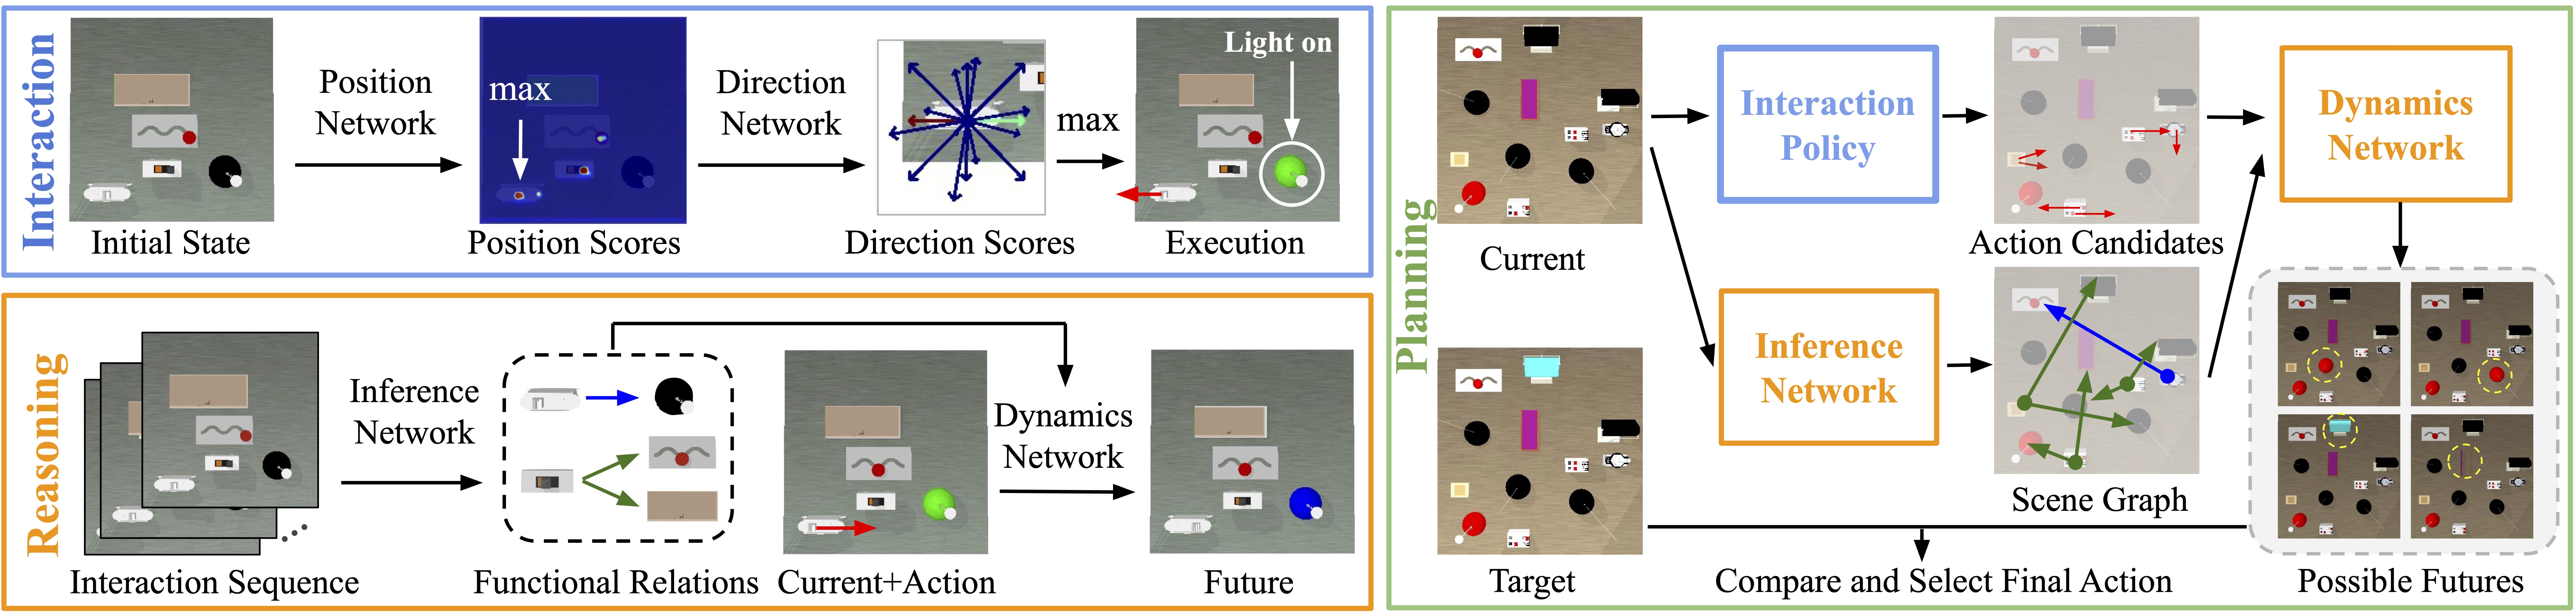 Interaction
Initial State
Position
Network
max
Position Scores
Direction
Network
Direction Scores
max
Light on
Execution
Reasoning
Interaction Sequence
Inference
Network
Functional Relations
Current+Action
Dynamics
Network
Future
Planning
Current
Target
Interaction
Policy
Inference
Network
Action Candidates
Scene Graph
Dynamics
Network
Possible Futures
Compare and Select Final Action